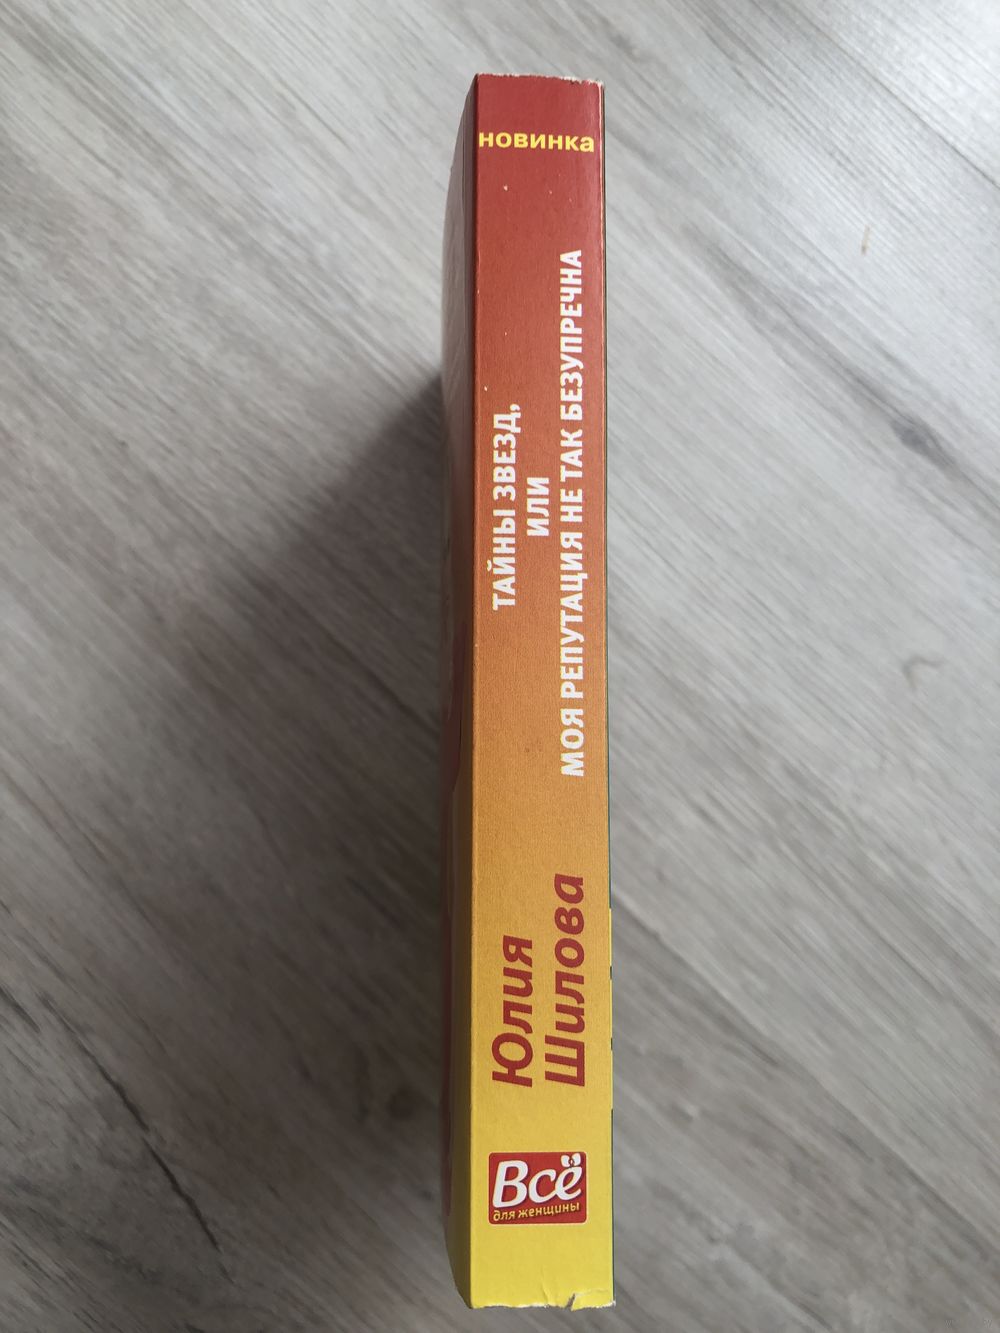 новинка
ТАЙНЫ ЗВЕЗД,
ИЛИ
МОЯ РЕПУТАЦИЯ НЕ ТАК БЕЗУПРЕЧНА
Юлия
Шилова
Всё
для женщины